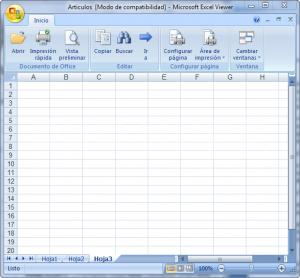 Articulos [Modo de compatibilidad] - Microsoft Excel Viewer
Inicio
Abrir Impresión rápida Vista preliminar Copiar Buscar Ir a Configurar página Área de impresión Cambiar ventanas
Documento de Office Editar Configurar página Ventana
A B C D E F G H
1
2
3
4
5
6
7
8
9
10
11
12
13
14
15
16
17
18
19
20
Hoja1 Hoja2 Hoja3
Listo 100%